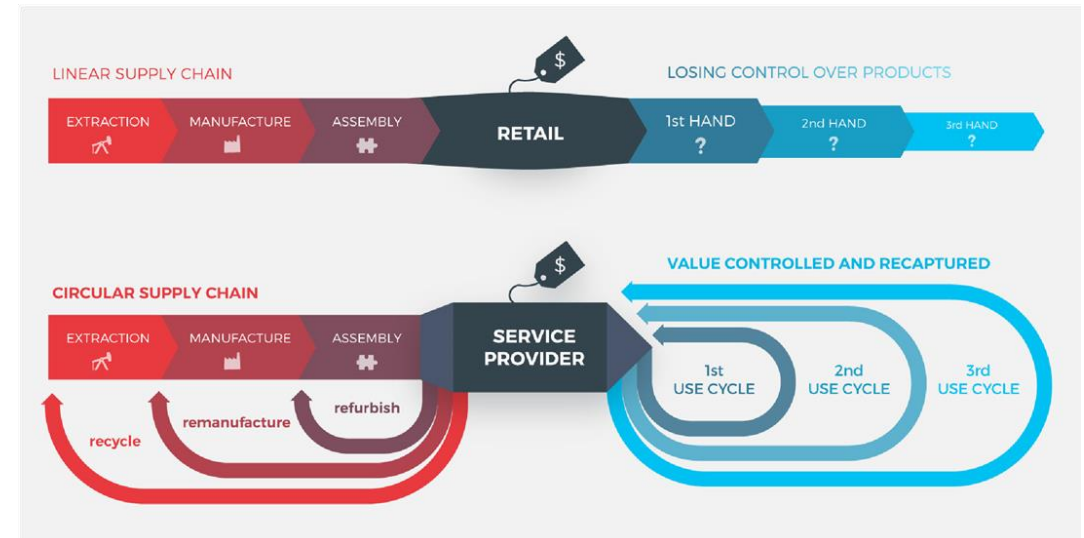 LINEAR SUPPLY CHAIN
LOSING CONTROL OVER PRODUCTS
$
EXTRACTION
MANUFACTURE
ASSEMBLY
RETAIL
1st HAND
?
2nd HAND
?
3rd HAND
?
CIRCULAR SUPPLY CHAIN
VALUE CONTROLLED AND RECAPTURED
$
EXTRACTION
MANUFACTURE
ASSEMBLY
SERVICE
PROVIDER
recycle
remanufacture
refurbish
1st
USE CYCLE
2nd
USE CYCLE
3rd
USE CYCLE